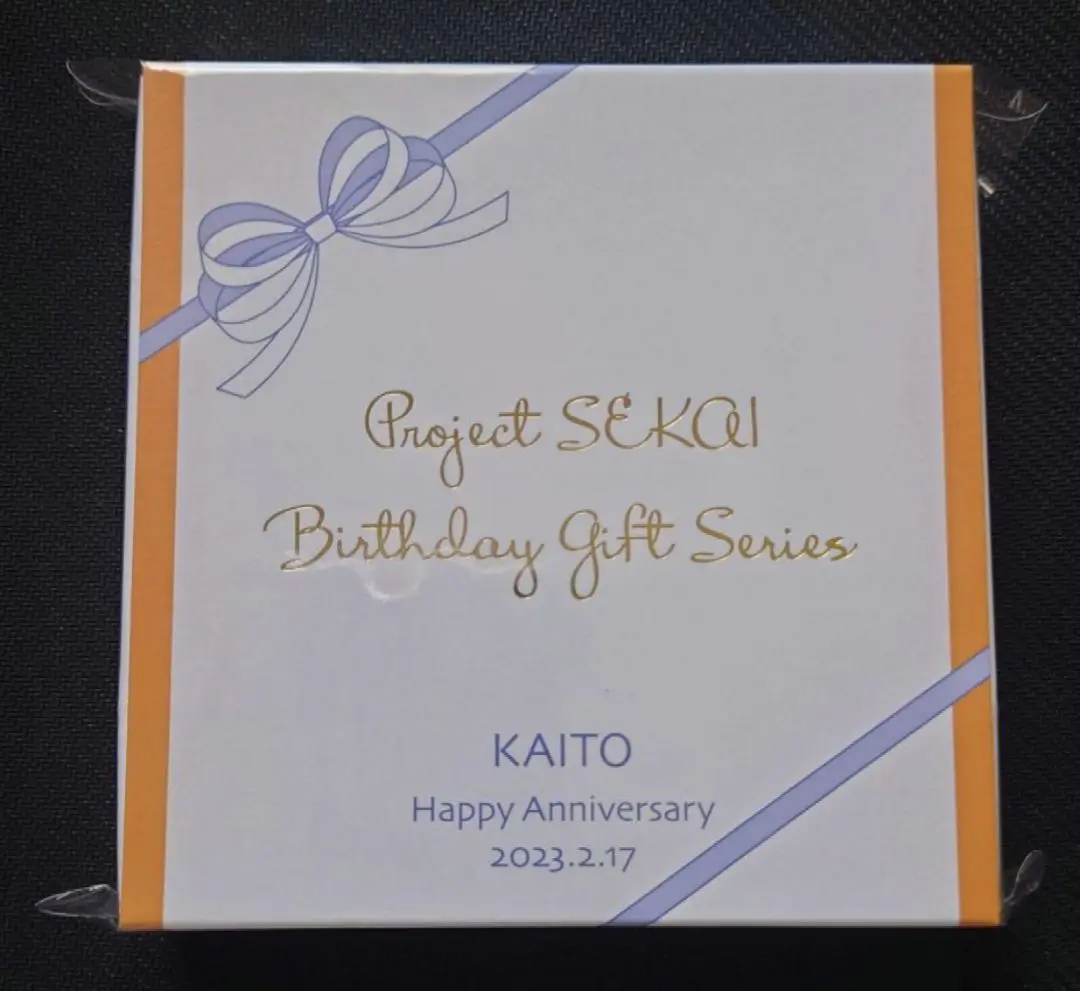 Project SEKAI
Birthday Gift Series
KAITO
Happy Anniversary
2023.2.17